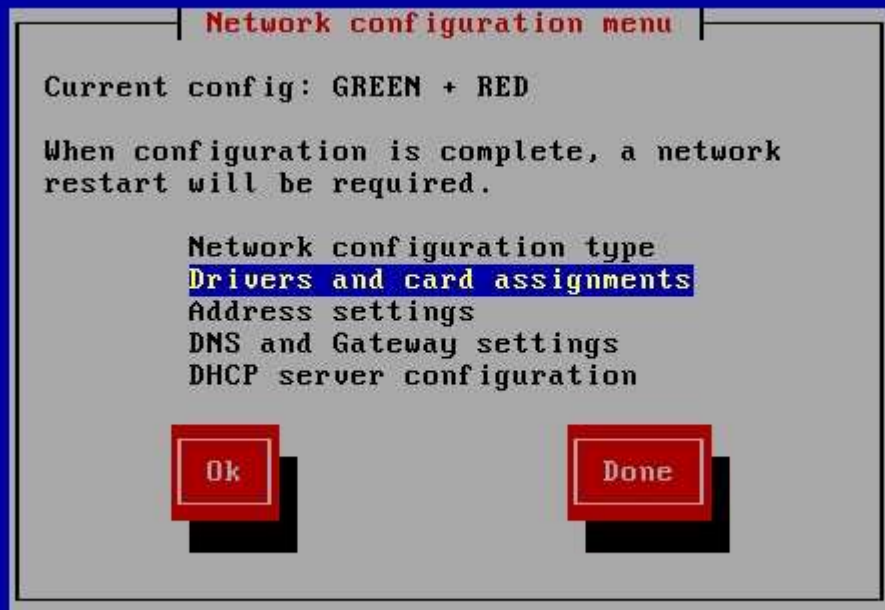 Network configuration menu
Current config: GREEN + RED
When configuration is complete, a network
restart will be required.
Network configuration type
Drivers and card assignments
Address settings
DNS and Gateway settings
DHCP server configuration
Ok Done